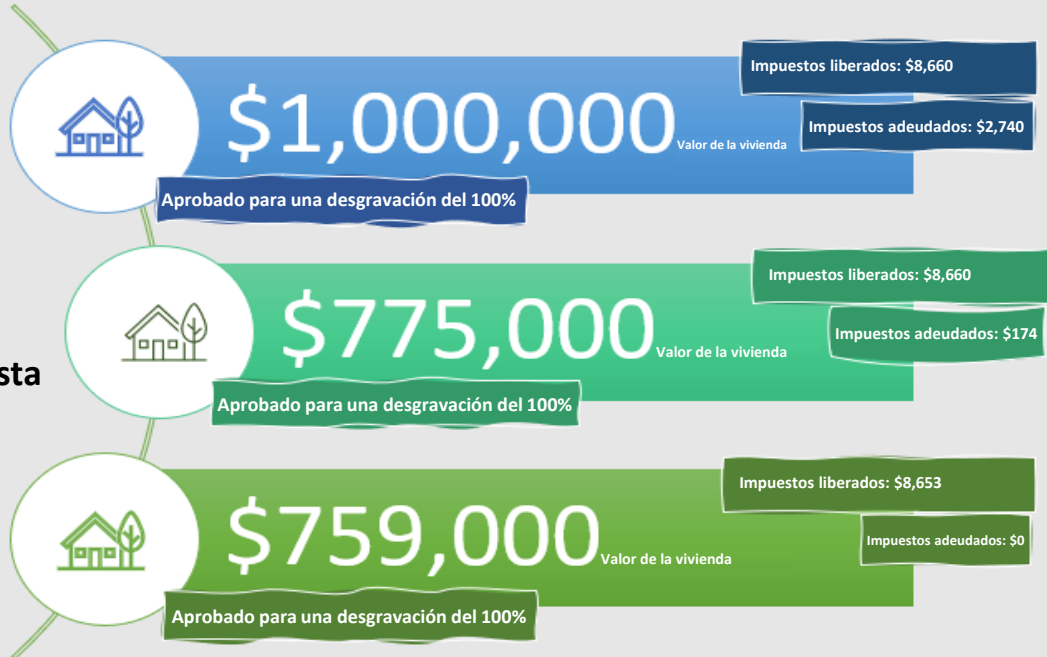 Impuestos liberados: $8,660
$1,000,000 Valor de la vivienda
Impuestos adeudados: $2,740
Aprobado para una desgravación del 100%
Impuestos liberados: $8,660
$775,000 Valor de la vivienda
Impuestos adeudados: $174
sta
Aprobado para una desgravación del 100%
Impuestos liberados: $8,653
$759,000 Valor de la vivienda
Impuestos adeudados: $0
Aprobado para una desgravación del 100%